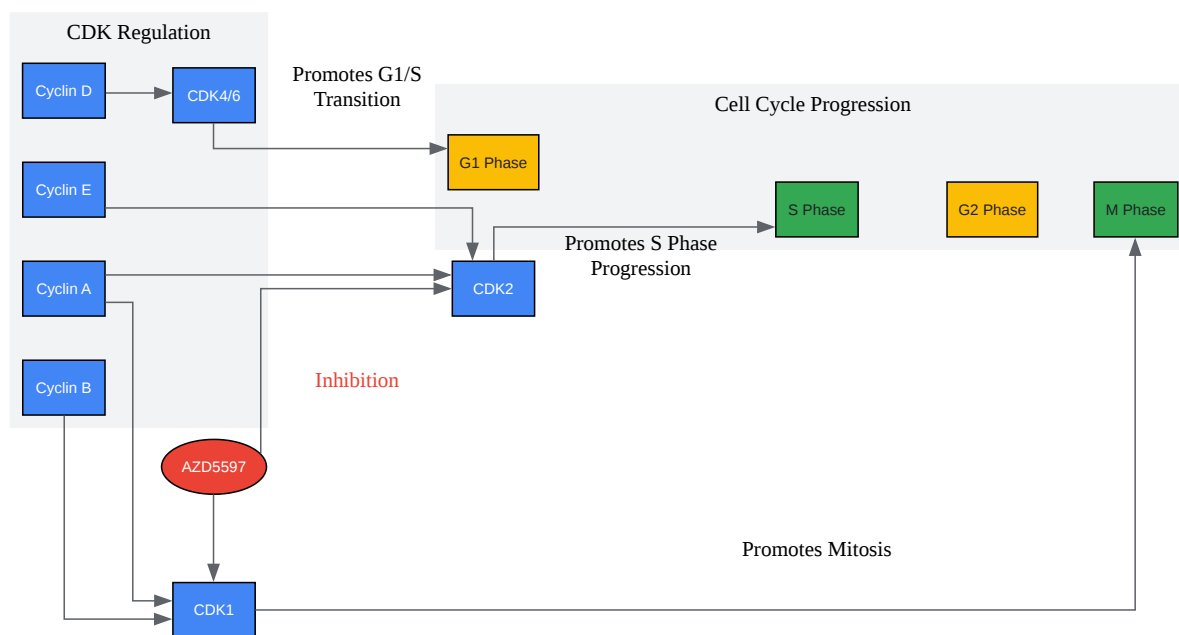 CDK Regulation
Cyclin D
CDK4/6
Promotes G1/S
Transition
Cell Cycle Progression
G1 Phase
Cyclin E
S Phase
G2 Phase
M Phase
Promotes S Phase
Progression
Cyclin A
CDK2
Inhibition
Cyclin B
AZD5597
Promotes Mitosis
CDK1